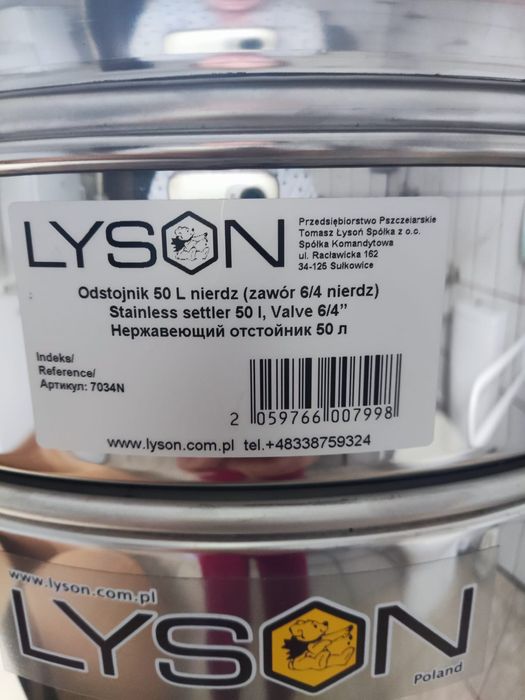 LYSON
Przedsiębiorstwo Pszczelarskie
Tomasz Łysoń Spółka z o.o.
Spółka Komandytowa
ul. Racławicka 162
34-125 Sułkowice
Odstojnik 50 L nierdz (zawór 6/4 nierdz)
Stainless settler 50 l, Valve 6/4”
Нержавеющий отстойник 50 л
Indeks/
Reference/
Артикул: 7034N
2 059766 007998
www.lyson.com.pl tel.+48338759324
www.lyson.com.pl
LYSON
Poland